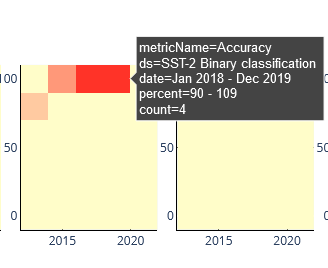 metricName=Accuracy
ds=SST-2 Binary classification
date=Jan 2018 - Dec 2019
percent=90 - 109
count=4
100
50
0
2015
2020
50
0
2015
2020